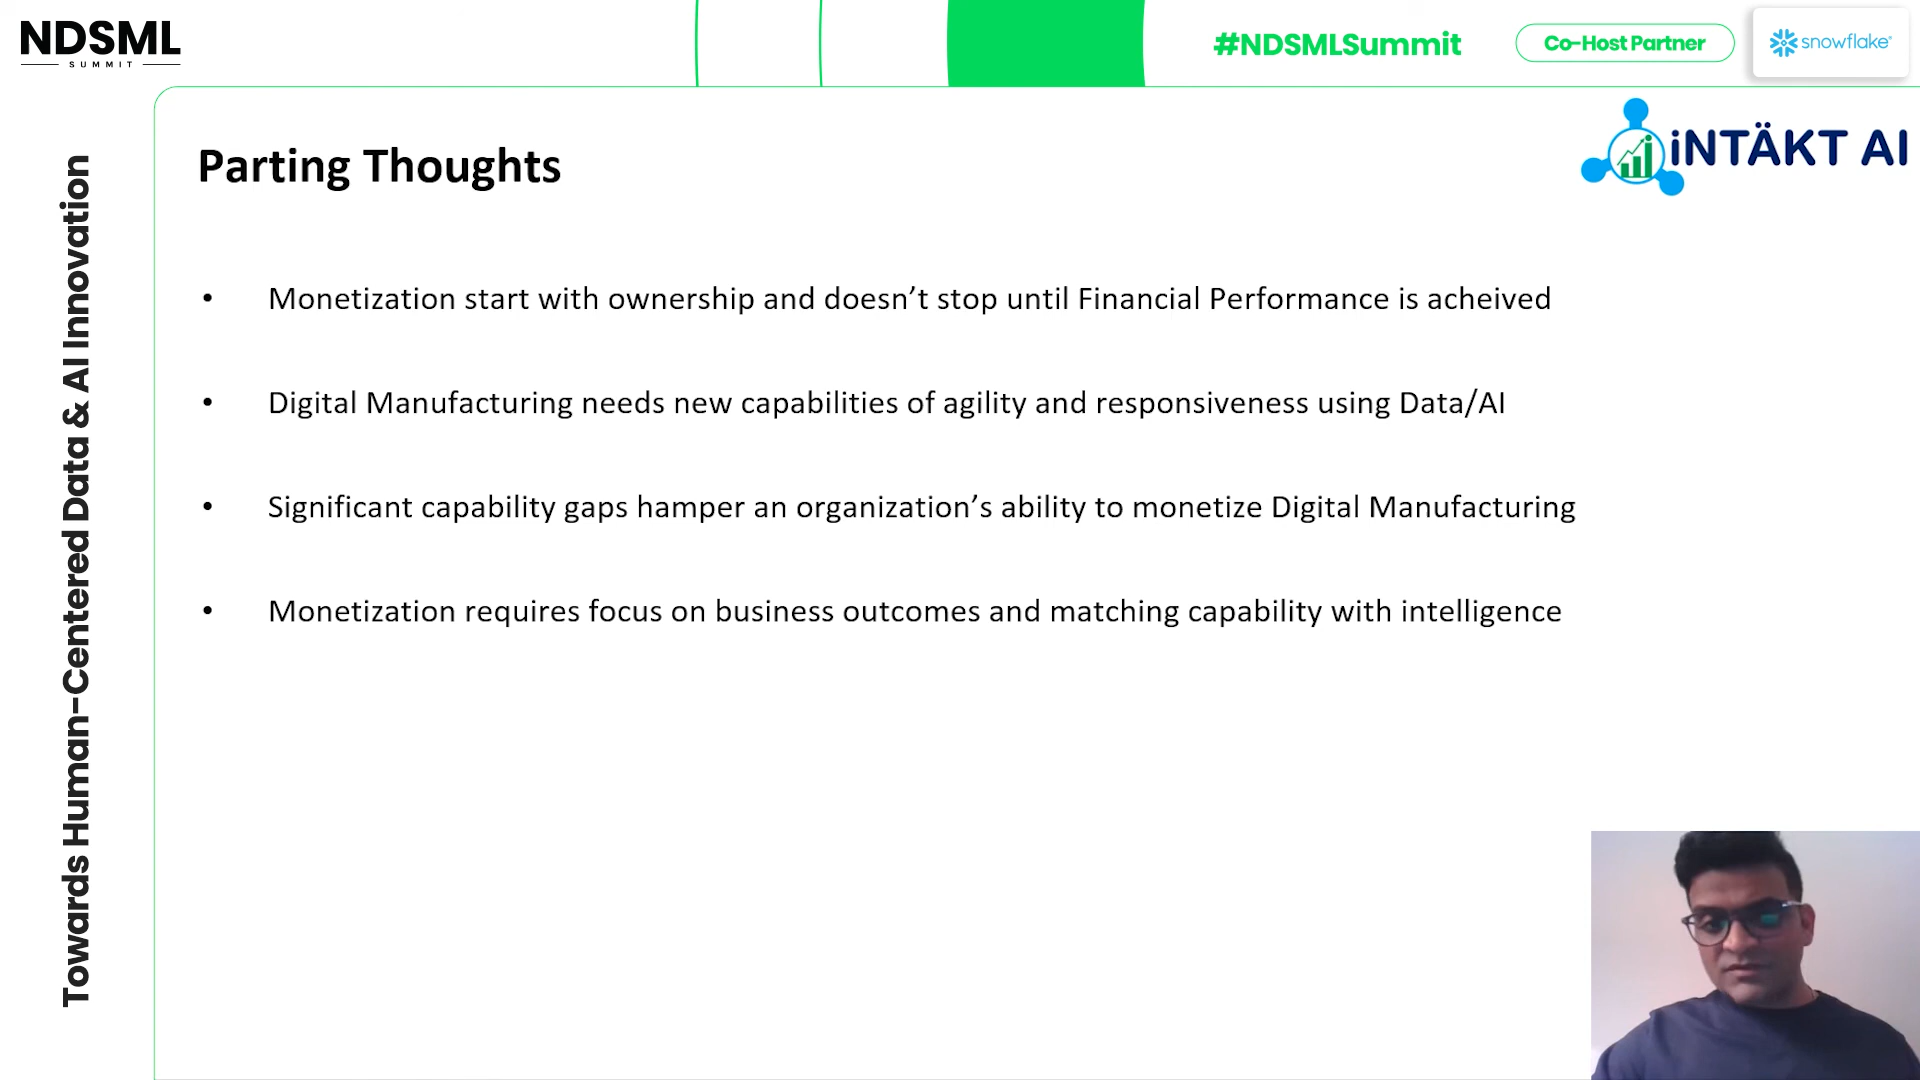 NDSML
SUMMIT
#NDSMLSummit
Co-Host Partner
snowflake®
iNTÄKT AI
Towards Human-Centered Data & AI Innovation
Parting Thoughts
• Monetization start with ownership and doesn’t stop until Financial Performance is acheived
• Digital Manufacturing needs new capabilities of agility and responsiveness using Data/AI
• Significant capability gaps hamper an organization’s ability to monetize Digital Manufacturing
• Monetization requires focus on business outcomes and matching capability with intelligence